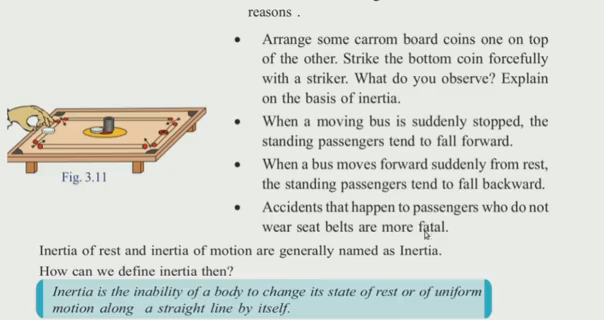 reasons .
• Arrange some carrom board coins one on top
of the other. Strike the bottom coin forcefully
with a striker. What do you observe? Explain
on the basis of inertia.
• When a moving bus is suddenly stopped, the
standing passengers tend to fall forward.
• When a bus moves forward suddenly from rest,
the standing passengers tend to fall backward.
• Accidents that happen to passengers who do not
wear seat belts are more fatal.
Fig. 3.11
Inertia of rest and inertia of motion are generally named as Inertia.
How can we define inertia then?
Inertia is the inability of a body to change its state of rest or of uniform
motion along a straight line by itself.